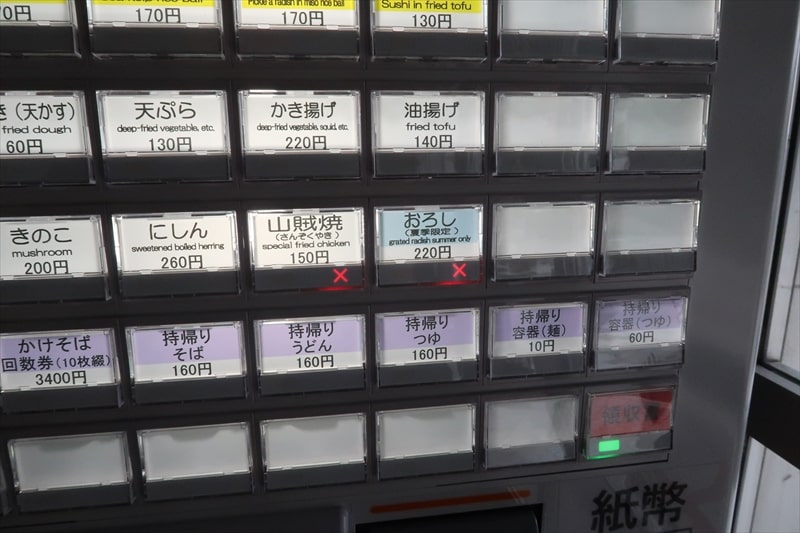 170円
Pickle a radish in miso rice ball
170円
Sushi in fried tofu
130円
(天かす)
fried dough
60円
天ぷら
deep-fried vegetable, etc.
130円
かき揚げ
deep-fried vegetable, squid, etc.
220円
油揚げ
fried tofu
140円
きのこ
mushroom
200円
にしん
sweetened boiled herring
260円
山賊焼
(さんぞくやき)
special fried chicken
150円
×
おろし
(夏季限定)
grated radish summer only
220円
×
かけそば
回数券(10枚綴)
3400円
持帰り
そば
160円
持帰り
うどん
160円
持帰り
つゆ
160円
持帰り
容器(麺)
10円
持帰り
容器(つゆ)
60円
領収書
紙幣